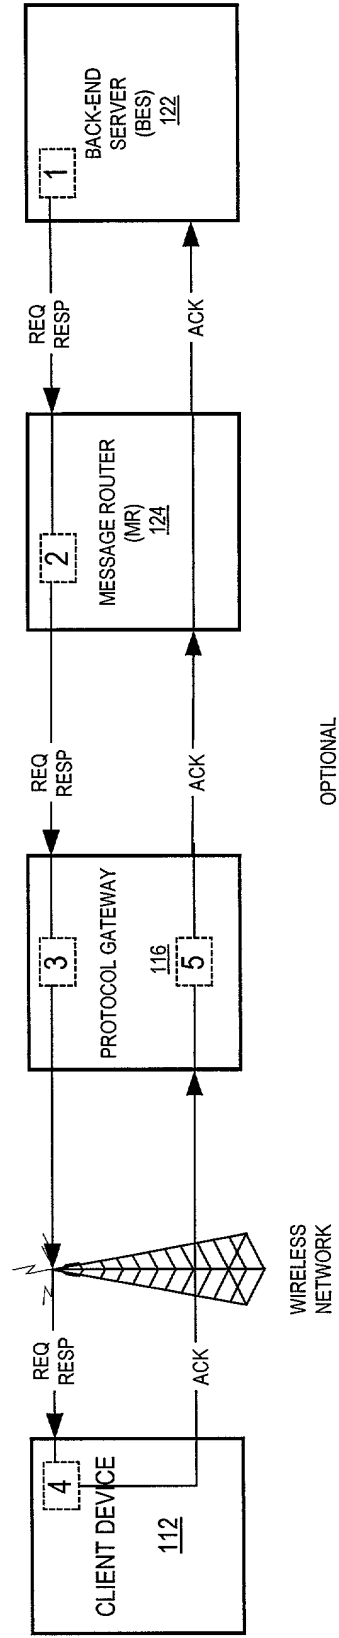 CLIENT DEVICE
112
4
REQ
RESP
ACK
WIRELESS
NETWORK
PROTOCOL GATEWAY
116
3
5
REQ
RESP
ACK
OPTIONAL
MESSAGE ROUTER
(MR)
124
2
REQ
RESP
ACK
BACK-END
SERVER
(BES)
122
1